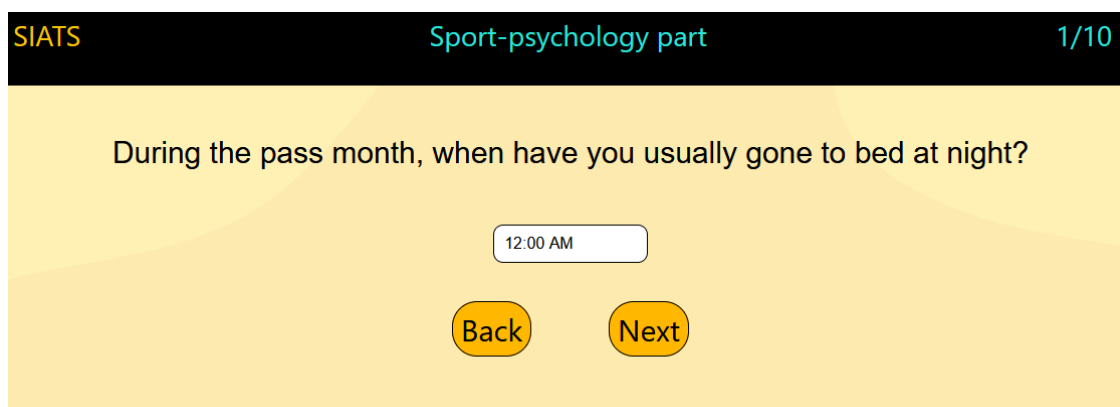 SIATS Sport-psychology part 1/10
During the pass month, when have you usually gone to bed at night?
12:00 AM
Back Next